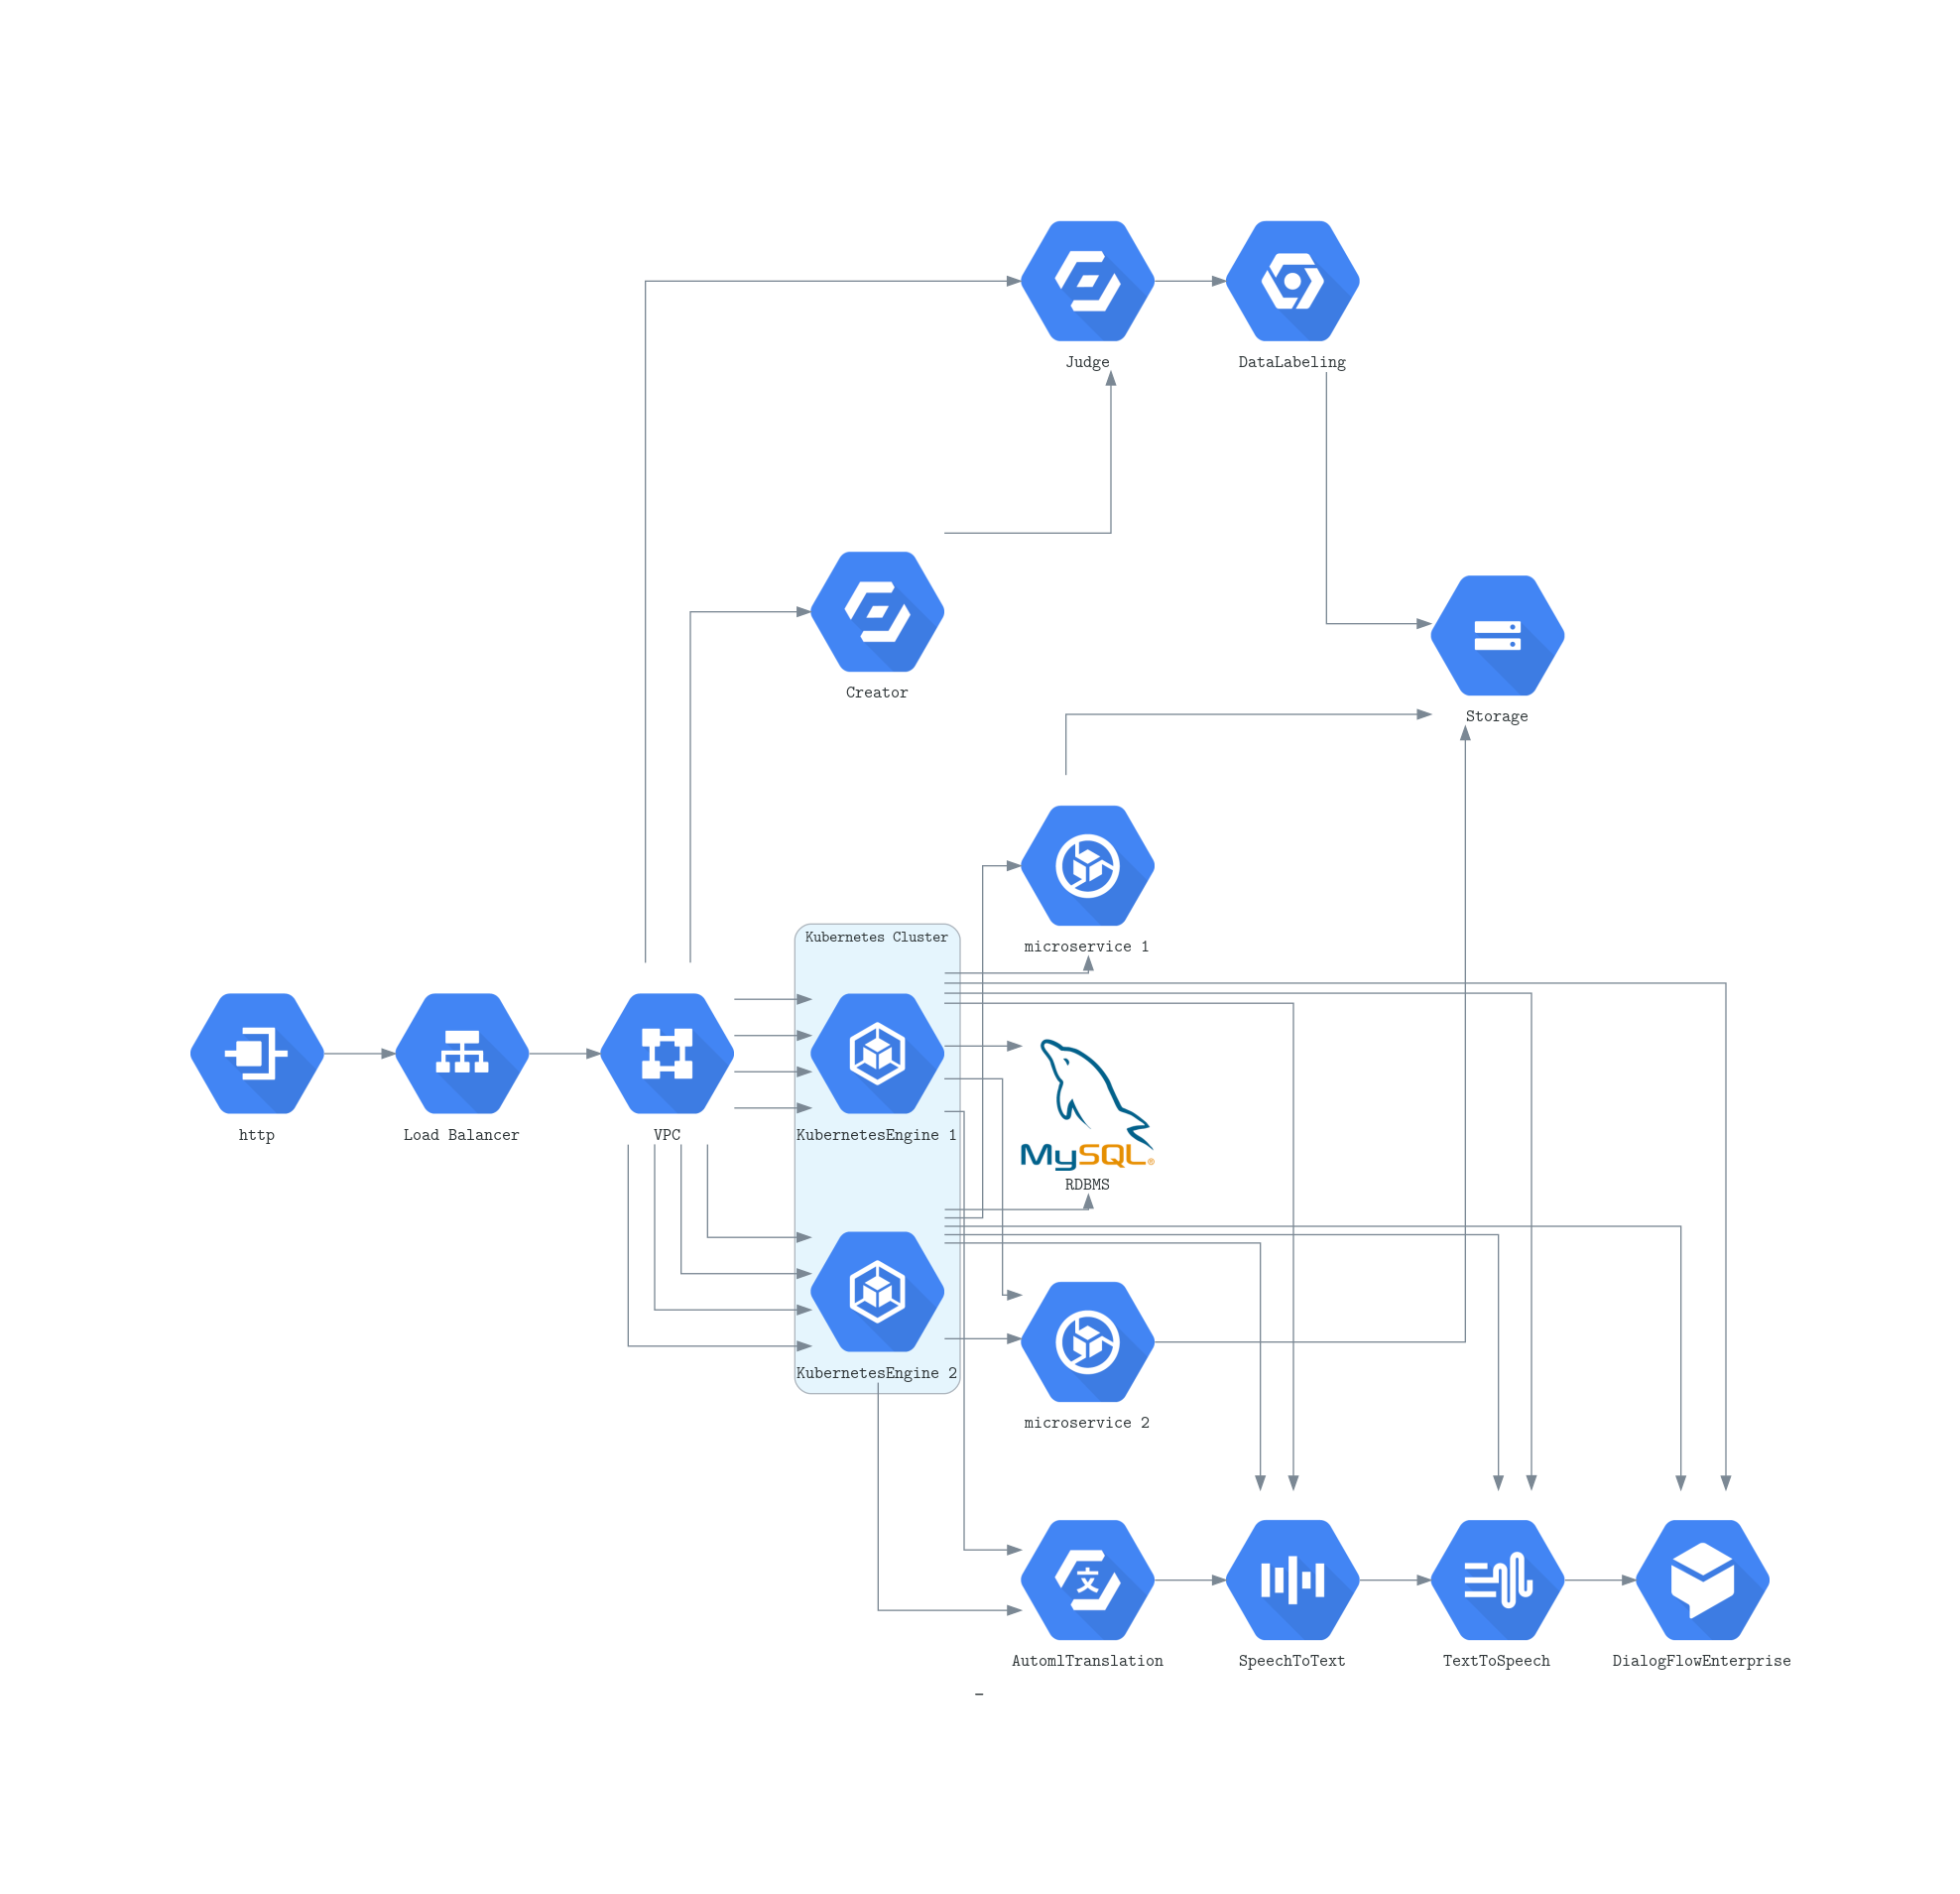 Judge
DataLabeling
Creator
Storage
microservice 1
Kubernetes Cluster
http
Load Balancer
VPC
KubernetesEngine 1
MySQL®
RDBMS
KubernetesEngine 2
microservice 2
支
AutomlTranslation
SpeechToText
TextToSpeech
DialogFlowEnterprise
-